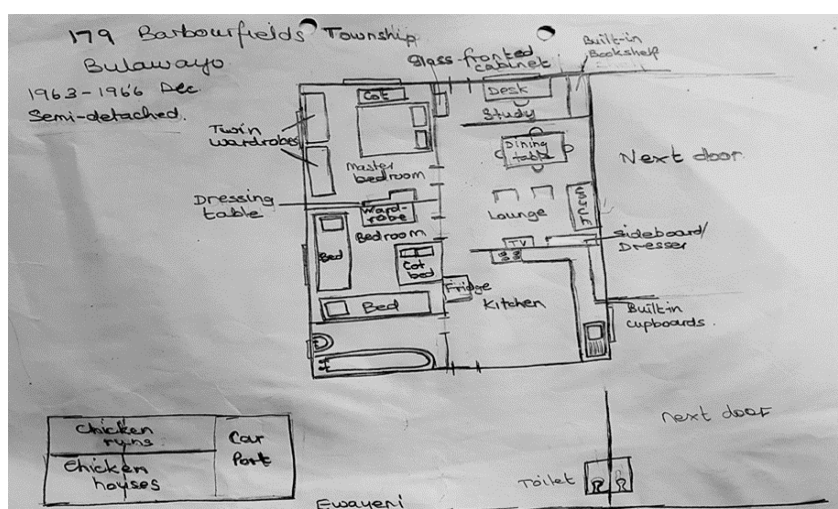 179 Barbourfields Township
Bulawayo
1963-1966 Dec
Semi-detached.
Glass-fronted
cabinet
Built-in
Bookshelf
Cot
Desk
Study
Twin
wardrobes
Dining
table
Next door
Master
bedroom
Dressing
table
Ward-
robe
Lounge
Couch
Bedroom
TV
Sideboard/
Dresser
Bed
Cot
bed
Fridge
Kitchen
Bed
Built-in
cupboards.
Chicken
runs
Car
Port
Chicken
houses
next door
Toilet
Ewayeni